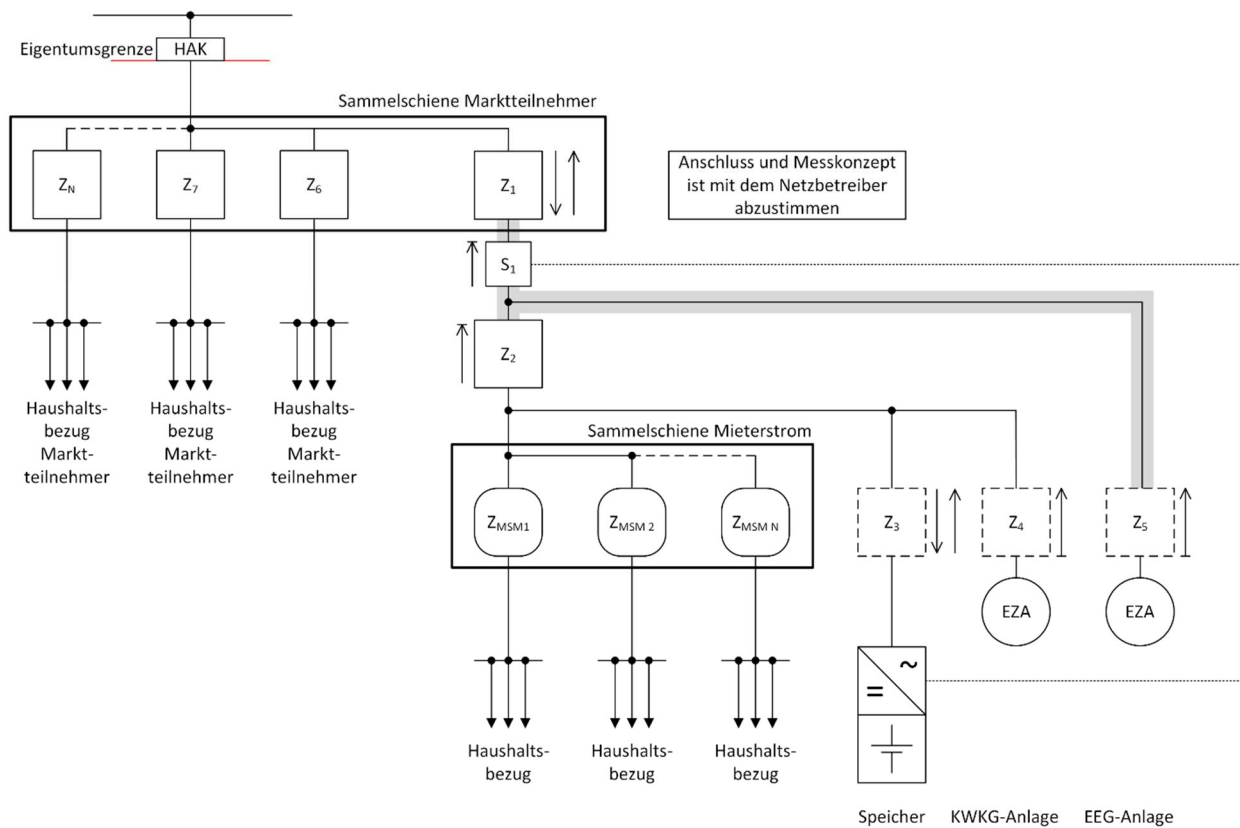 Eigentumsgrenze
HAK
Sammelschiene Marktteilnehmer
Z_N
Z_7
Z_6
Z_1
Anschluss und Messkonzept
ist mit dem Netzbetreiber
abzustimmen
S_1
Z_2
Haushalts-
bezug
Markt-
teilnehmer
Haushalts-
bezug
Markt-
teilnehmer
Haushalts-
bezug
Markt-
teilnehmer
Sammelschiene Mieterstrom
Z_MSM1
Z_MSM 2
Z_MSM N
Z_3
Z_4
Z_5
EZA
EZA
Haushalts-
bezug
Haushalts-
bezug
Haushalts-
bezug
Speicher
KWKG-Anlage
EEG-Anlage